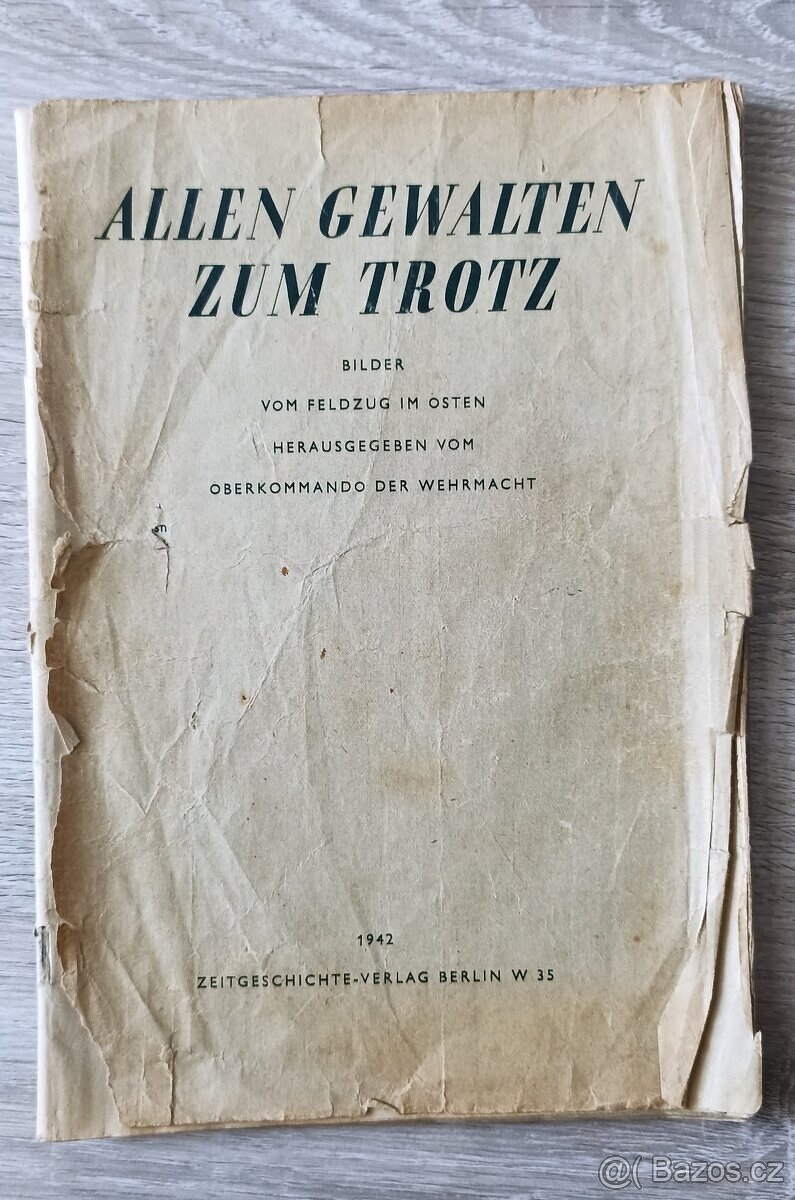 ALLEN GEWALTEN
ZUM TROTZ
BILDER
VOM FELDZUG IM OSTEN
HERAUSGEGEBEN VOM
OBERKOMMANDO DER WEHRMACHT
1942
ZEITGESCHICHTE-VERLAG BERLIN W 35
@( Bazos.cz